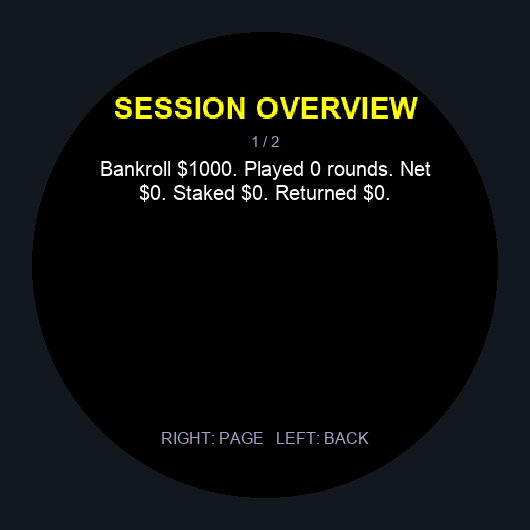 SESSION OVERVIEW
1 / 2
Bankroll $1000. Played 0 rounds. Net
$0. Staked $0. Returned $0.
RIGHT: PAGE LEFT: BACK